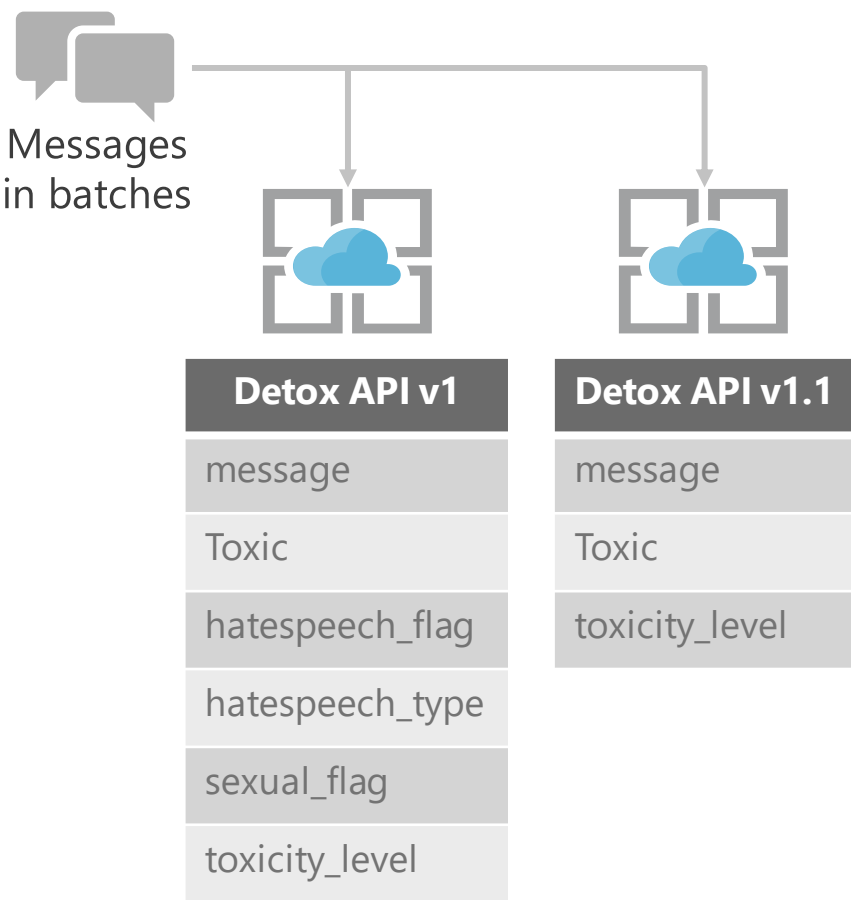 Messages
in batches
Detox API v1
message
Toxic
hatespeech_flag
hatespeech_type
sexual_flag
toxicity_level
Detox API v1.1
message
Toxic
toxicity_level